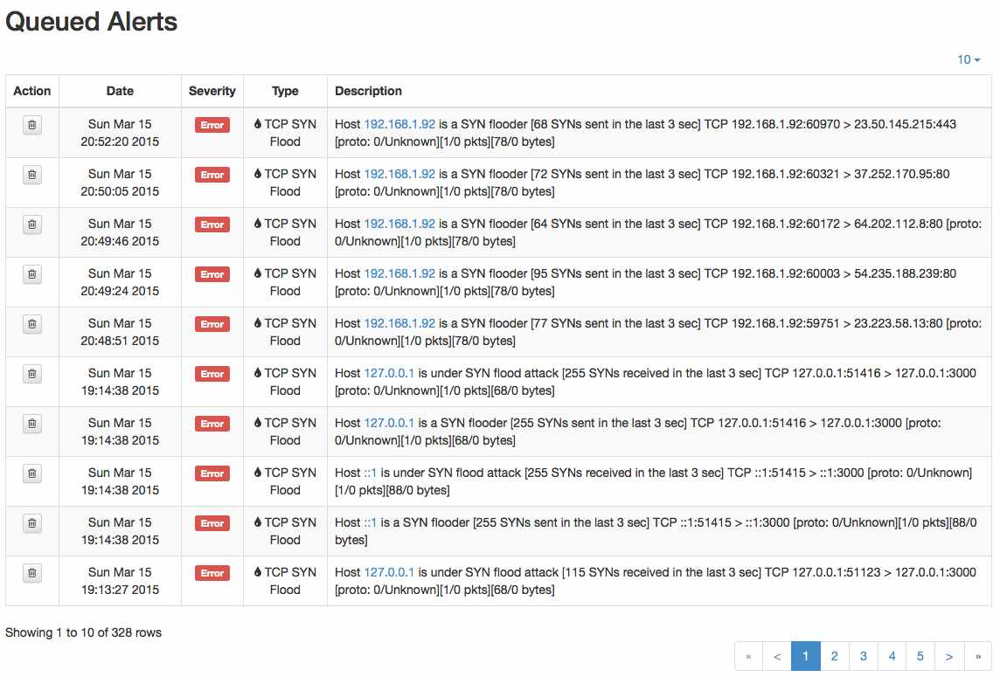 Queued Alerts
10
Action Date Severity Type Description
Sun Mar 15 20:52:20 2015 Error TCP SYN Flood Host 192.168.1.92 is a SYN flooder [68 SYNs sent in the last 3 sec] TCP 192.168.1.92:60970 > 23.50.145.215:443
[proto: 0/Unknown][1/0 pkts][78/0 bytes]
Sun Mar 15 20:50:05 2015 Error TCP SYN Flood Host 192.168.1.92 is a SYN flooder [72 SYNs sent in the last 3 sec] TCP 192.168.1.92:60321 > 37.252.170.95:80
[proto: 0/Unknown][1/0 pkts][78/0 bytes]
Sun Mar 15 20:49:46 2015 Error TCP SYN Flood Host 192.168.1.92 is a SYN flooder [64 SYNs sent in the last 3 sec] TCP 192.168.1.92:60172 > 64.202.112.8:80 [proto:
0/Unknown][1/0 pkts][78/0 bytes]
Sun Mar 15 20:49:24 2015 Error TCP SYN Flood Host 192.168.1.92 is a SYN flooder [95 SYNs sent in the last 3 sec] TCP 192.168.1.92:60003 > 54.235.188.239:80
[proto: 0/Unknown][1/0 pkts][78/0 bytes]
Sun Mar 15 20:48:51 2015 Error TCP SYN Flood Host 192.168.1.92 is a SYN flooder [77 SYNs sent in the last 3 sec] TCP 192.168.1.92:59751 > 23.223.58.13:80 [proto:
0/Unknown][1/0 pkts][78/0 bytes]
Sun Mar 15 19:14:38 2015 Error TCP SYN Flood Host 127.0.0.1 is under SYN flood attack [255 SYNs received in the last 3 sec] TCP 127.0.0.1:51416 > 127.0.0.1:3000
[proto: 0/Unknown][1/0 pkts][68/0 bytes]
Sun Mar 15 19:14:38 2015 Error TCP SYN Flood Host 127.0.0.1 is a SYN flooder [255 SYNs sent in the last 3 sec] TCP 127.0.0.1:51416 > 127.0.0.1:3000 [proto:
0/Unknown][1/0 pkts][68/0 bytes]
Sun Mar 15 19:14:38 2015 Error TCP SYN Flood Host ::1 is under SYN flood attack [255 SYNs received in the last 3 sec] TCP ::1:51415 > ::1:3000 [proto: 0/Unknown]
[1/0 pkts][88/0 bytes]
Sun Mar 15 19:14:38 2015 Error TCP SYN Flood Host ::1 is a SYN flooder [255 SYNs sent in the last 3 sec] TCP ::1:51415 > ::1:3000 [proto: 0/Unknown][1/0 pkts][88/0
bytes]
Sun Mar 15 19:13:27 2015 Error TCP SYN Flood Host 127.0.0.1 is under SYN flood attack [115 SYNs received in the last 3 sec] TCP 127.0.0.1:51123 > 127.0.0.1:3000
[proto: 0/Unknown][1/0 pkts][68/0 bytes]
Showing 1 to 10 of 328 rows
« < 1 2 3 4 5 > »